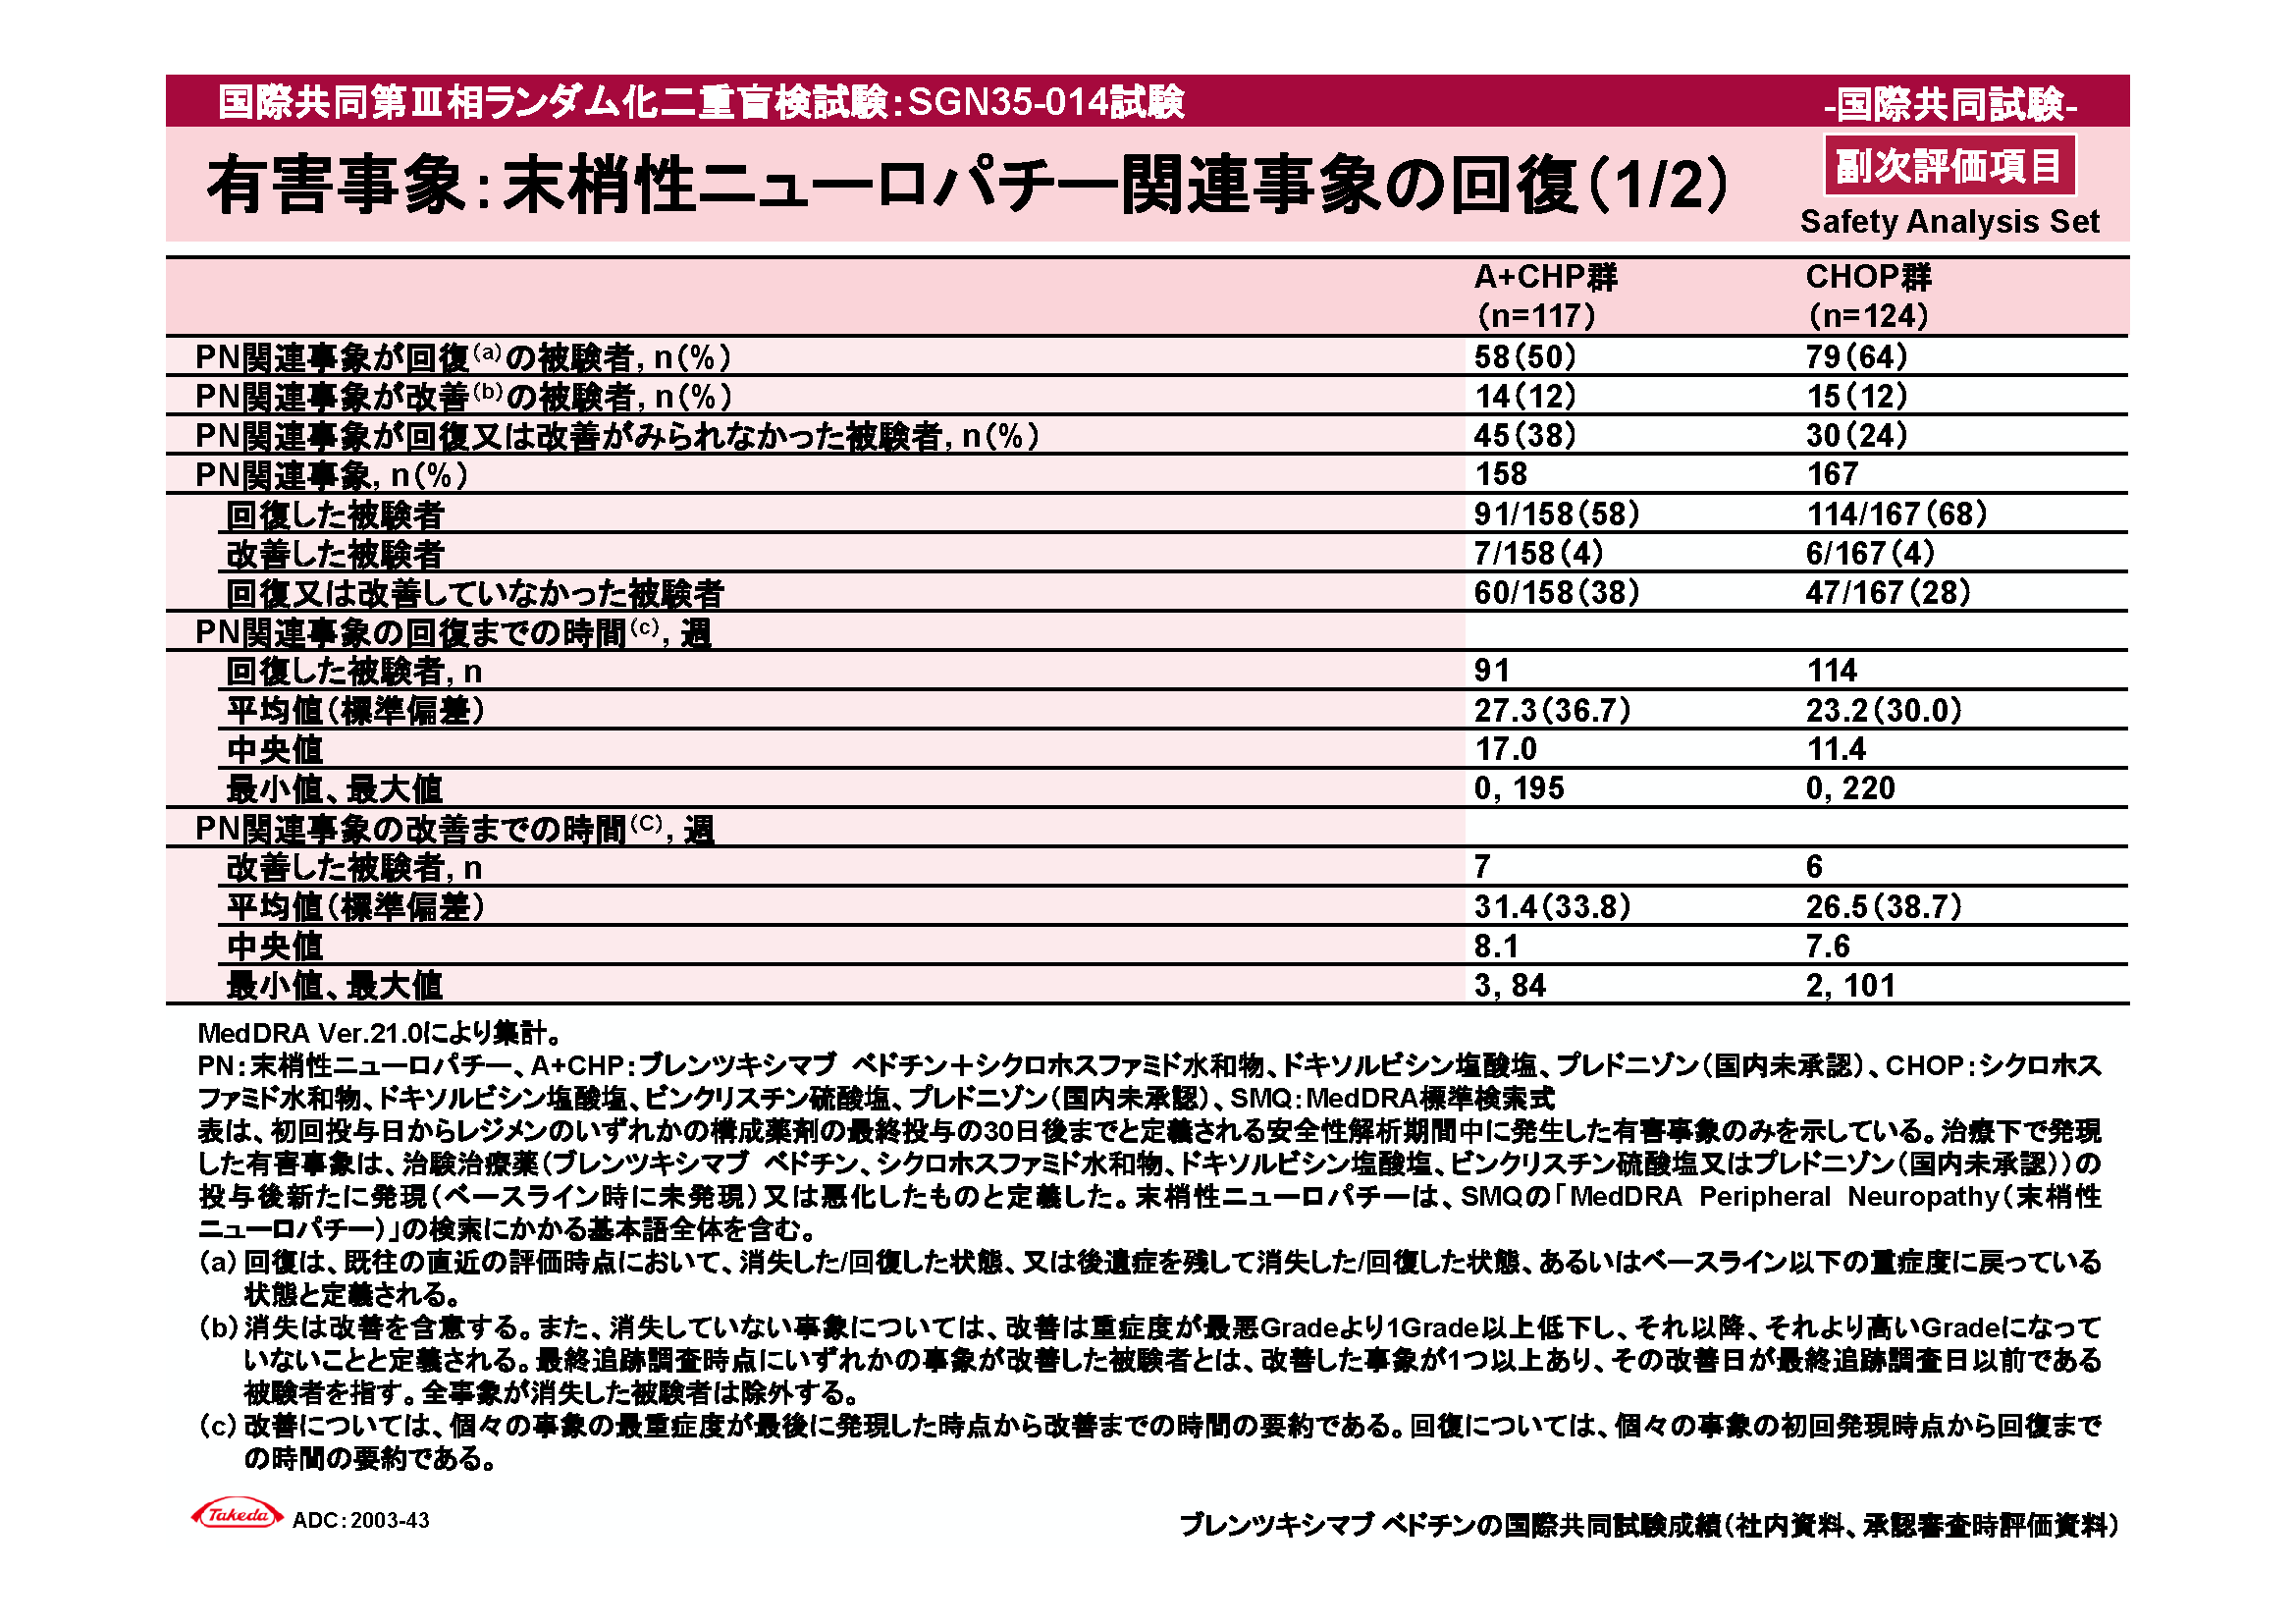 国際共同第Ⅲ相ランダム化二重盲検試験：SGN35-014試験
-国際共同試験-
有害事象：末梢性ニューロパチー関連事象の回復（1/2）
副次評価項目
Safety Analysis Set
A+CHP群 CHOP群
（n=117） （n=124）
PN関連事象が回復（a）の被験者, n（%） 58（50） 79（64）
PN関連事象が改善（b）の被験者, n（%） 14（12） 15（12）
PN関連事象が回復又は改善がみられなかった被験者, n（%） 45（38） 30（24）
PN関連事象, n（%） 158 167
回復した被験者 91/158（58） 114/167（68）
改善した被験者 7/158（4） 6/167（4）
回復又は改善していなかった被験者 60/158（38） 47/167（28）
PN関連事象の回復までの時間（c）, 週
回復した被験者, n 91 114
平均値（標準偏差） 27.3（36.7） 23.2（30.0）
中央値 17.0 11.4
最小値、最大値 0, 195 0, 220
PN関連事象の改善までの時間（C）, 週
改善した被験者, n 7 6
平均値（標準偏差） 31.4（33.8） 26.5（38.7）
中央値 8.1 7.6
最小値、最大値 3, 84 2, 101
MedDRA Ver.21.0により集計。
PN：末梢性ニューロパチー、A+CHP：ブレンツキシマブ ベドチン＋シクロホスファミド水和物、ドキソルビシン塩酸塩、プレドニゾン（国内未承認）、CHOP：シクロホス
ファミド水和物、ドキソルビシン塩酸塩、ビンクリスチン硫酸塩、プレドニゾン（国内未承認）、SMQ：MedDRA標準検索式
表は、初回投与日からレジメンのいずれかの構成薬剤の最終投与の30日後までと定義される安全性解析期間中に発生した有害事象のみを示している。治療下で発現
した有害事象は、治験治療薬（ブレンツキシマブ ベドチン、シクロホスファミド水和物、ドキソルビシン塩酸塩、ビンクリスチン硫酸塩又はプレドニゾン（国内未承認））の
投与後新たに発現（ベースライン時に未発現）又は悪化したものと定義した。末梢性ニューロパチーは、SMQの「MedDRA Peripheral Neuropathy（末梢性
ニューロパチー）」の検索にかかる基本語全体を含む。
（a）回復は、既往の直近の評価時点において、消失した/回復した状態、又は後遺症を残して消失した/回復した状態、あるいはベースライン以下の重症度に戻っている
状態と定義される。
（b）消失は改善を含意する。また、消失していない事象については、改善は重症度が最悪Gradeより1Grade以上低下し、それ以降、それより高いGradeになって
いないことと定義される。最終追跡調査時点にいずれかの事象が改善した被験者とは、改善した事象が1つ以上あり、その改善日が最終追跡調査日以前である
被験者を指す。全事象が消失した被験者は除外する。
（c）改善については、個々の事象の最重症度が最後に発現した時点から改善までの時間の要約である。回復については、個々の事象の初回発現時点から回復まで
の時間の要約である。
Takeda ADC：2003-43
ブレンツキシマブ ベドチンの国際共同試験成績（社内資料、承認審査時評価資料）